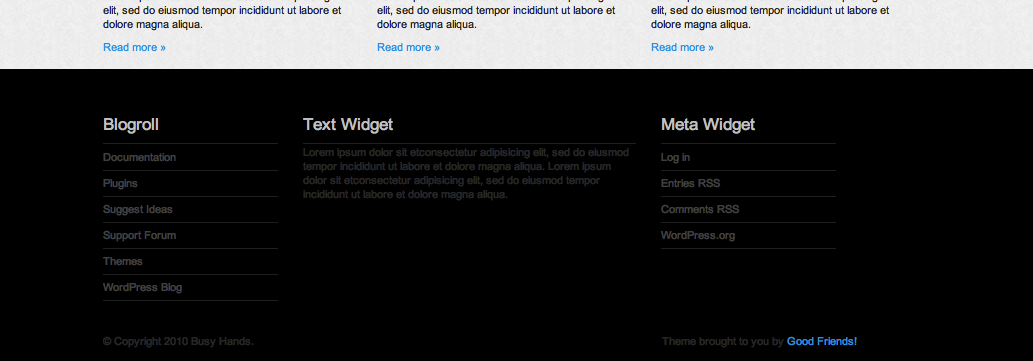 elit, sed do eiusmod tempor incididunt ut labore et
dolore magna aliqua.
Read more »
elit, sed do eiusmod tempor incididunt ut labore et
dolore magna aliqua.
Read more »
elit, sed do eiusmod tempor incididunt ut labore et
dolore magna aliqua.
Read more »
Blogroll
Documentation
Plugins
Suggest Ideas
Support Forum
Themes
WordPress Blog
Text Widget
Lorem ipsum dolor sit etconsectetur adipisicing elit, sed do eiusmod
tempor incididunt ut labore et dolore magna aliqua. Lorem ipsum
dolor sit etconsectetur adipisicing elit, sed do eiusmod tempor
incididunt ut labore et dolore magna aliqua.
Meta Widget
Log in
Entries RSS
Comments RSS
WordPress.org
© Copyright 2010 Busy Hands.
Theme brought to you by Good Friends!